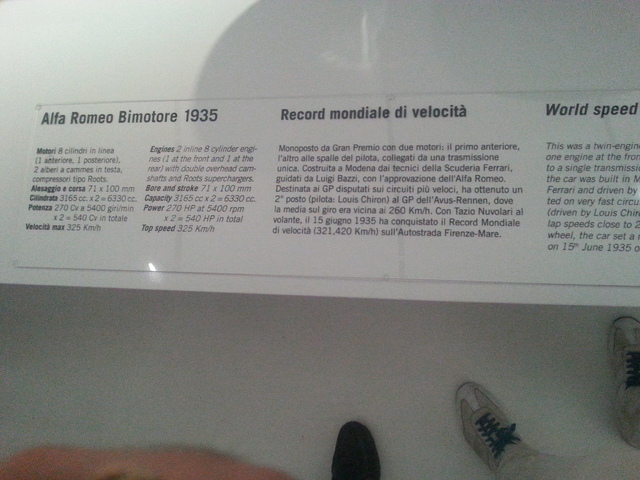 Alfa Romeo Bimotore 1935
Motori 8 cilindri in linea
(1 anteriore, 1 posteriore),
2 alberi a cammes in testa,
compressori tipo Roots.
Alesaggio e corsa 71 x 100 mm
Cilindrata 3165 cc. x 2 = 6330 cc.
Potenza 270 Cv a 5400 giri/min
x 2 = 540 Cv in totale
Velocità max 325 Km/h
Engines 2 inline 8 cylinder engi-
nes (1 at the front and 1 at the
rear) with double overhead cam-
shafts and Roots superchargers.
Bore and stroke 71 x 100 mm
Capacity 3165 cc x 2 = 6330 cc.
Power 270 HP at 5400 rpm
x 2 = 540 HP in total
Top speed 325 Km/h
Record mondiale di velocità
Monoposto da Gran Premio con due motori: il primo anteriore,
l'altro alle spalle del pilota, collegati da una trasmissione
unica. Costruita a Modena dai tecnici della Scuderia Ferrari,
guidati da Luigi Bazzi, con l'approvazione dell'Alfa Romeo.
Destinata ai GP disputati sui circuiti più veloci, ha ottenuto un
2° posto (pilota: Louis Chiron) al GP dell'Avus-Rennen, dove
la media sul giro era vicina ai 260 Km/h. Con Tazio Nuvolari al
volante, il 15 giugno 1935 ha conquistato il Record Mondiale
di velocità (321,420 Km/h) sull'Autostrada Firenze-Mare.
World speed
This was a twin-engin
one engine at the fron
to a single transmissi
the car was built in M
Ferrari and driven by
ted on very fast circu
(driven by Louis Chir
lap speeds close to 2
wheel, the car set a
on 15th June 1935 o